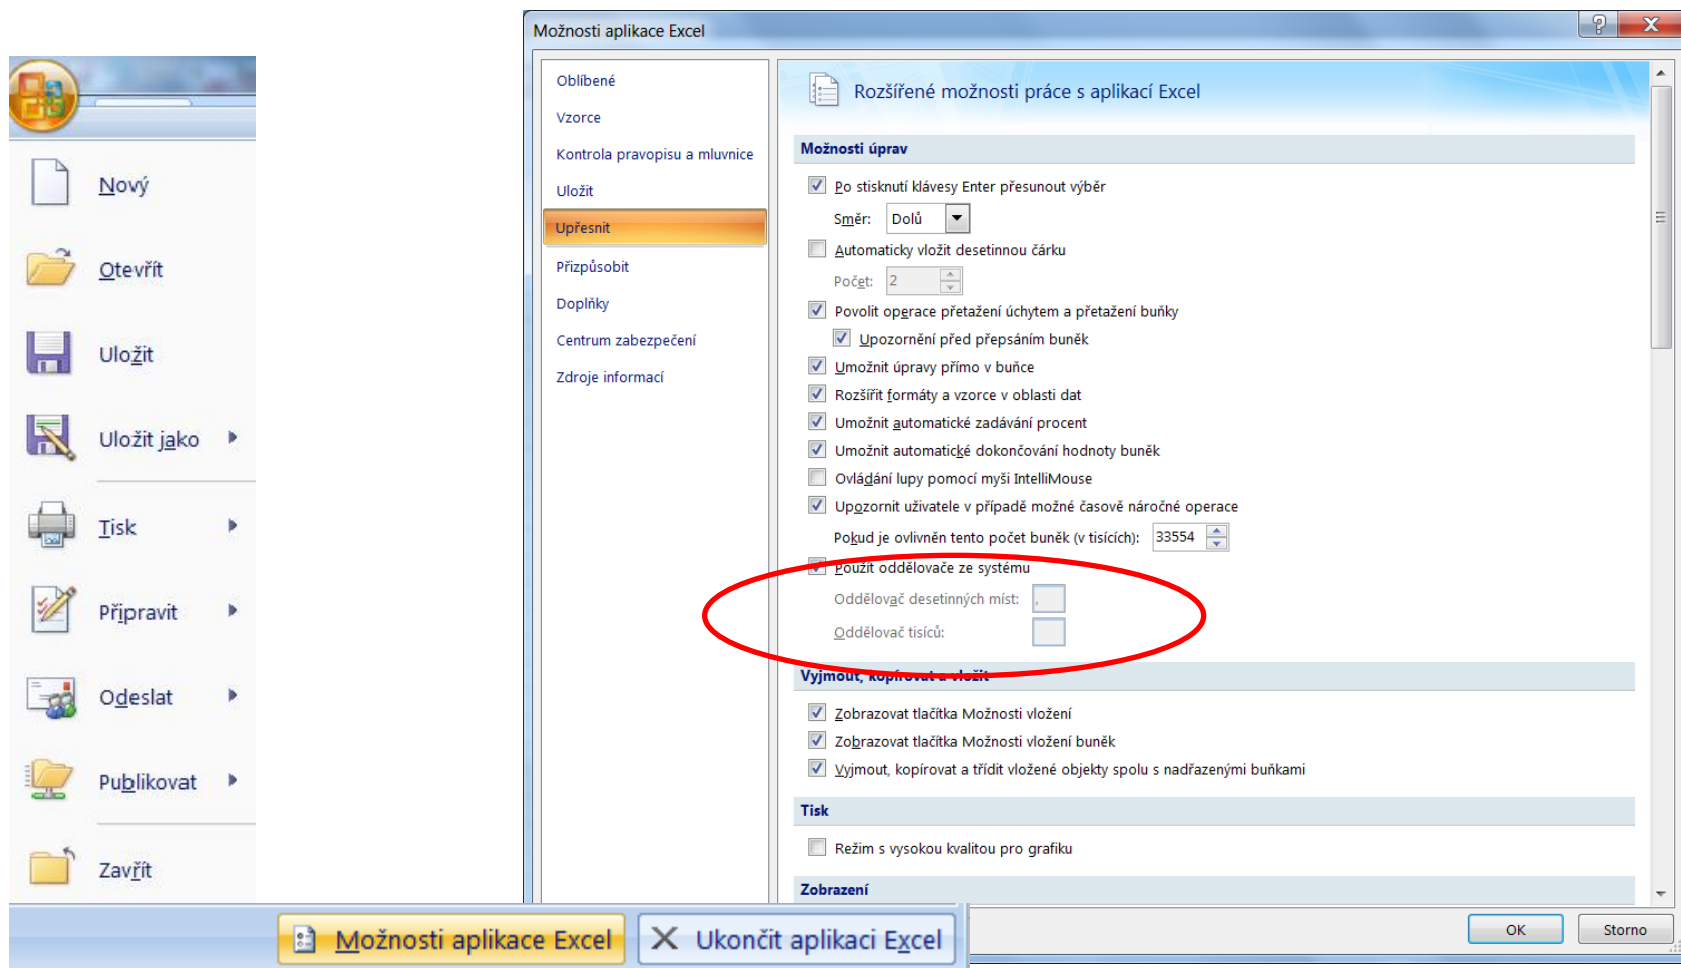 Nový
Otevřít
Uložit
Uložit jako
Tisk
Připravit
Odeslat
Publikovat
Zavřít
Možnosti aplikace Excel
Ukončit aplikaci Excel
Možnosti aplikace Excel
Oblíbené
Vzorce
Kontrola pravopisu a mluvnice
Uložit
Upřesnit
Přizpůsobit
Doplňky
Centrum zabezpečení
Zdroje informací
Rozšířené možnosti práce s aplikací Excel
Možnosti úprav
Po stisknutí klávesy Enter přesunout výběr
Směr: Dolů
Automaticky vložit desetinnou čárku
Počet: 2
Povolit operace přetažení úchytem a přetažení buňky
Upozornění před přepsáním buněk
Umožnit úpravy přímo v buňce
Rozšířit formáty a vzorce v oblasti dat
Umožnit automatické zadávání procent
Umožnit automatické dokončování hodnoty buněk
Ovládání lupy pomocí myši IntelliMouse
Upozornit uživatele v případě možné časově náročné operace
Pokud je ovlivněn tento počet buněk (v tisících): 33554
Použít oddělovače ze systému
Oddělovač desetinných míst: ,
Oddělovač tisíců:
Vyjmout, kopírovat a vložit
Zobrazovat tlačítka Možnosti vložení
Zobrazovat tlačítka Možnosti vložení buněk
Vyjmout, kopírovat a třídit vložené objekty spolu s nadřazenými buňkami
Tisk
Režim s vysokou kvalitou pro grafiku
Zobrazení
OK
Storno